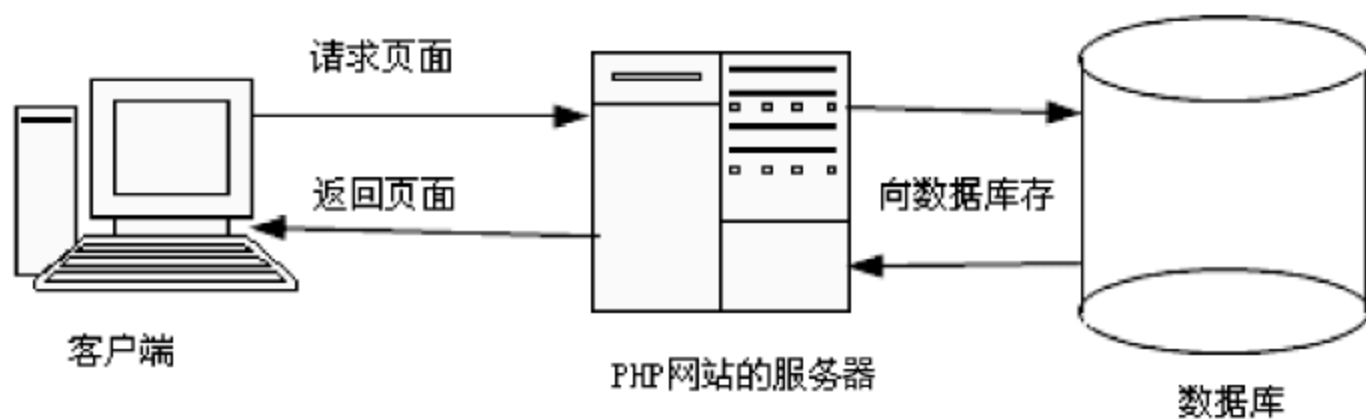 请求页面
返回页面
向数据库存
客户端
PHP网站的服务器
数据库